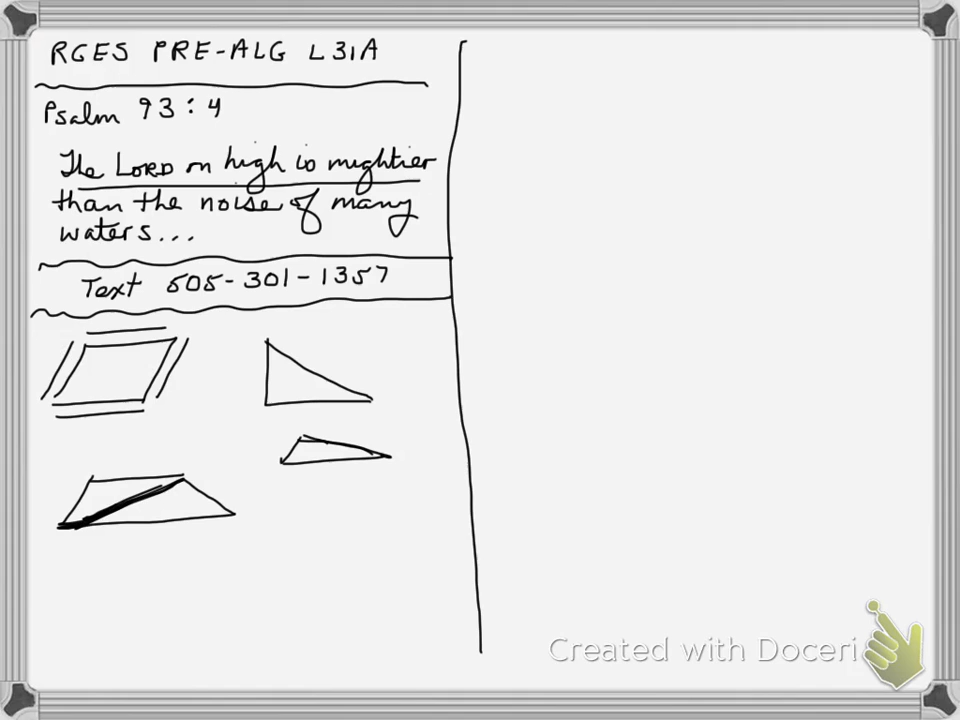 RGES PRE-ALG L31A
Psalm 93:4
The LORD on high is mightier
than the noise of many
waters...
Text 505-301-1357
Created with Doceri